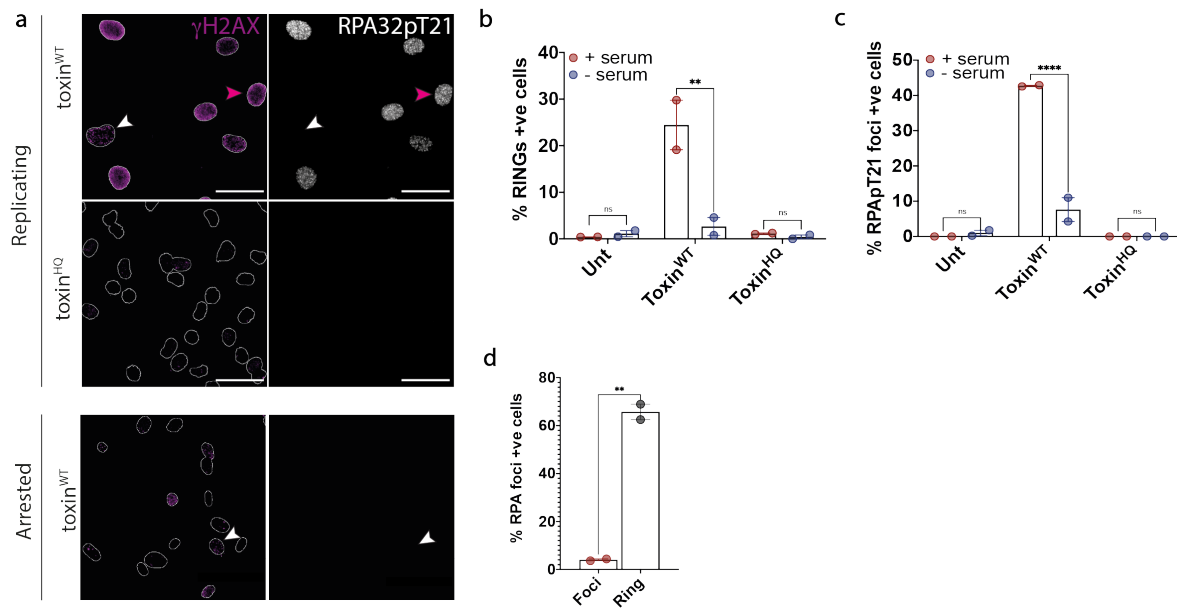 a
γH2AX
RPA32pT21
Replicating
toxinWT
toxinHQ
Arrested
toxinWT
b
% RINGs +ve cells
+ serum
- serum
40
30
20
10
0
ns
**
ns
Unt
ToxinWT
ToxinHQ
c
% RPApT21 foci +ve cells
+ serum
- serum
50
40
30
20
10
0
ns
****
ns
Unt
ToxinWT
ToxinHQ
d
% RPA foci +ve cells
80
60
40
20
0
**
Foci
Ring